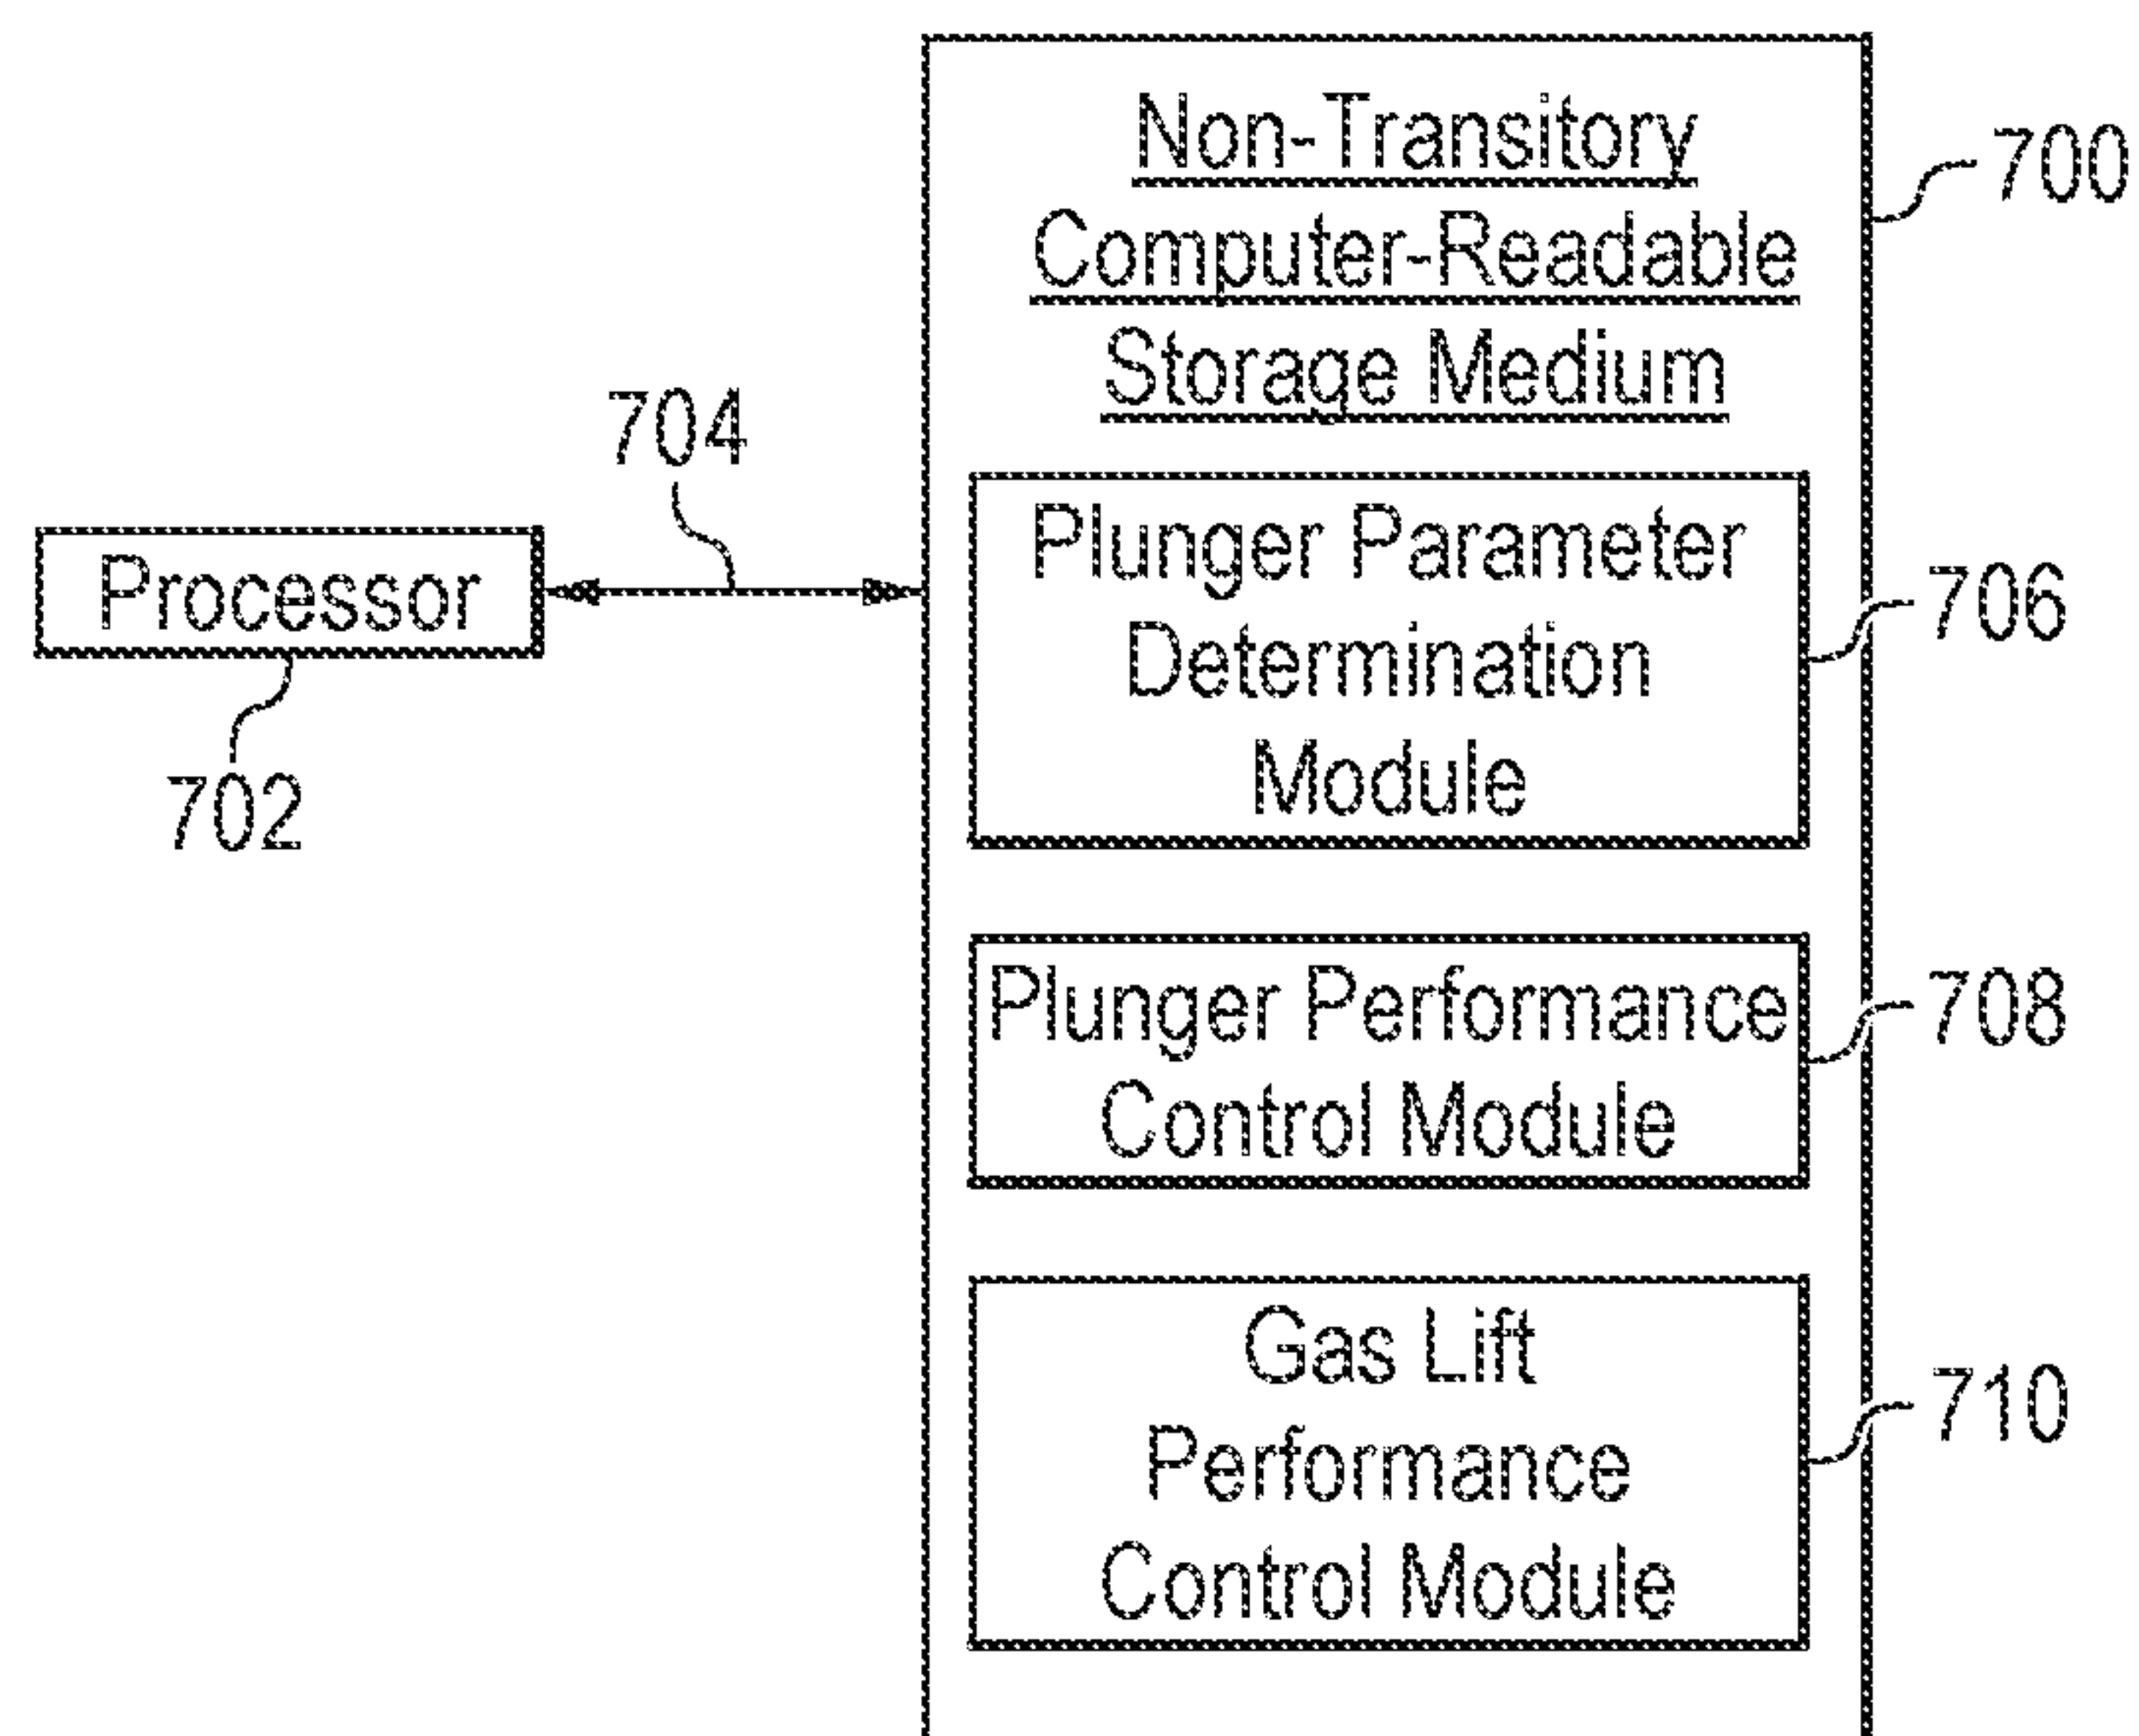 Non-Transitory
Computer-Readable
Storage Medium
700
704
Processor
702
Plunger Parameter
Determination
Module
706
Plunger Performance
Control Module
708
Gas Lift
Performance
Control Module
710